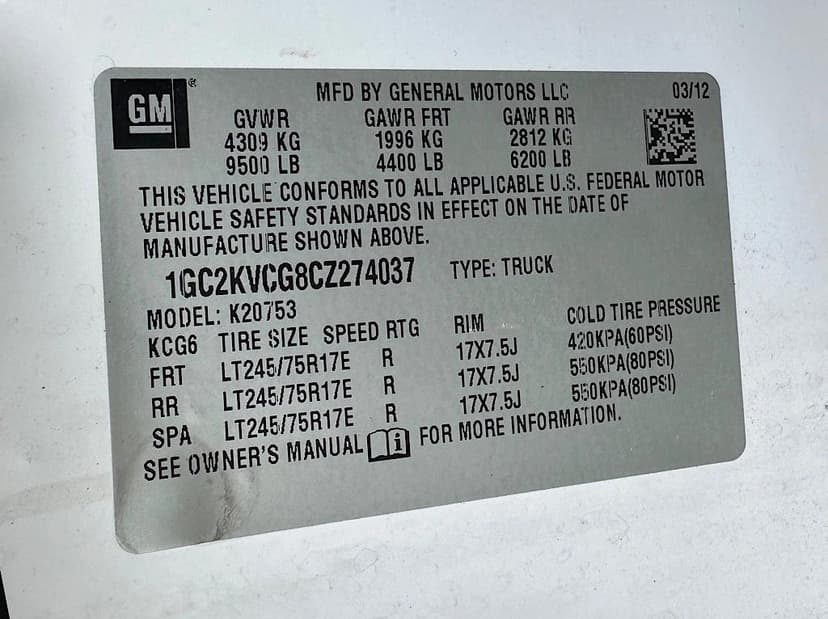 GM ®
MFD BY GENERAL MOTORS LLC 03/12
GVWR GAWR FRT GAWR RR
4309 KG 1996 KG 2812 KG
9500 LB 4400 LB 6200 LB
THIS VEHICLE CONFORMS TO ALL APPLICABLE U.S. FEDERAL MOTOR
VEHICLE SAFETY STANDARDS IN EFFECT ON THE DATE OF
MANUFACTURE SHOWN ABOVE.
1GC2KVCG8CZ274037 TYPE: TRUCK
MODEL: K20753
KCG6 TIRE SIZE SPEED RTG RIM COLD TIRE PRESSURE
FRT LT245/75R17E R 17X7.5J 420KPA(60PSI)
RR LT245/75R17E R 17X7.5J 550KPA(80PSI)
SPA LT245/75R17E R 17X7.5J 550KPA(80PSI)
SEE OWNER'S MANUAL i FOR MORE INFORMATION.